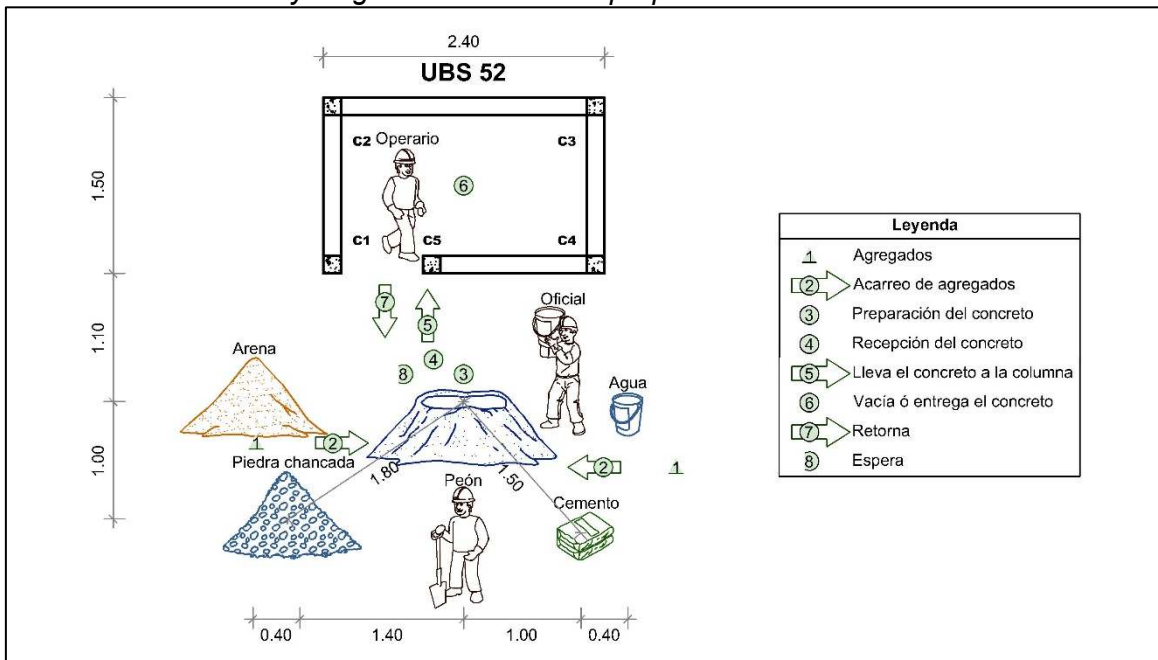 2.40
UBS 52
C2 Operario
C3
6
1.50
C1
C5
C4
7
5
Oficial
1.10
Arena
8
4
3
Agua
1
2
Piedra chancada
1.80
1.50
2
1
1.00
Peón
Cemento
0.40
1.40
1.00
0.40
Leyenda
1 Agregados
2 Acarreo de agregados
3 Preparación del concreto
4 Recepción del concreto
5 Lleva el concreto a la columna
6 Vacía ó entrega el concreto
7 Retorna
8 Espera